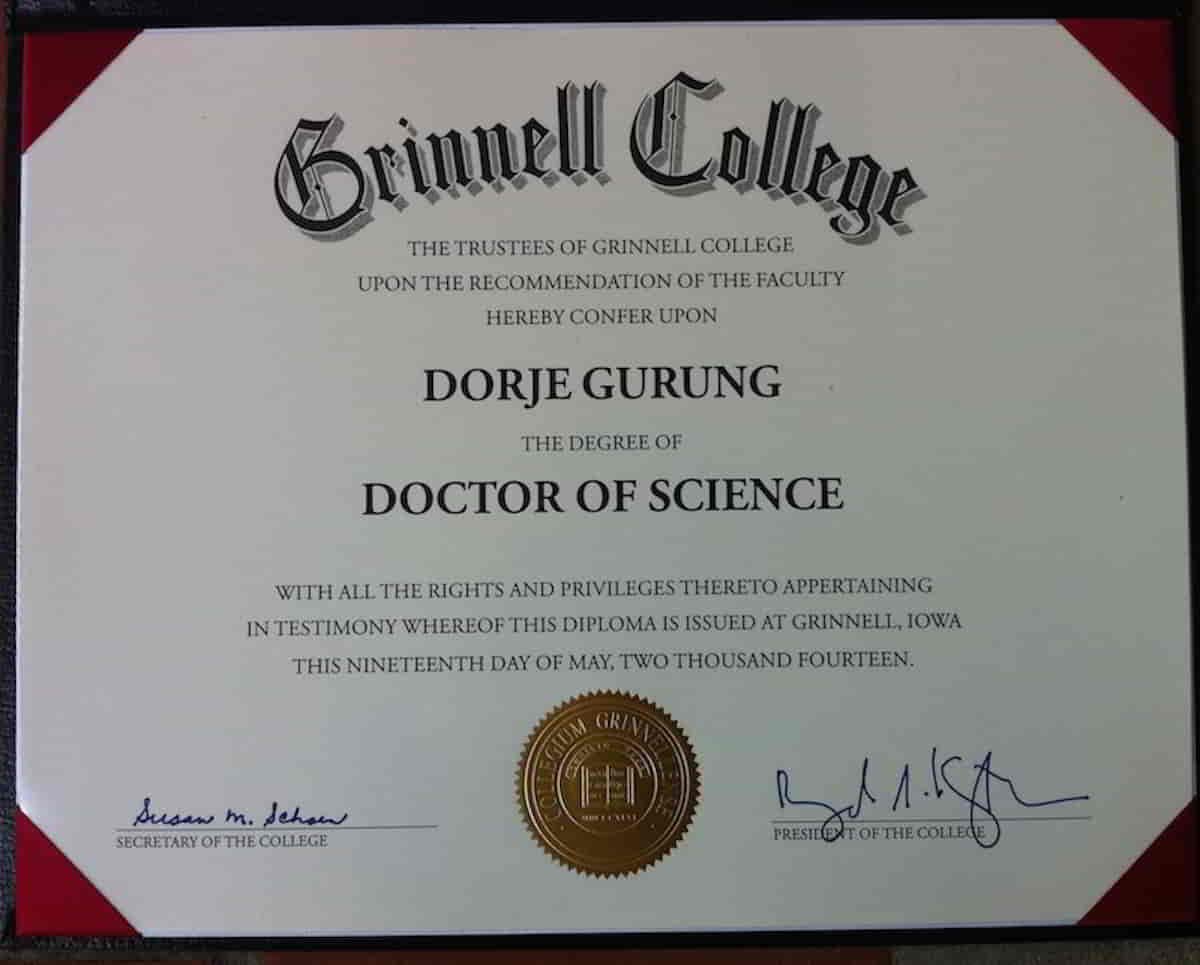 Grinnell College
THE TRUSTEES OF GRINNELL COLLEGE
UPON THE RECOMMENDATION OF THE FACULTY
HEREBY CONFER UPON
DORJE GURUNG
THE DEGREE OF
DOCTOR OF SCIENCE
WITH ALL THE RIGHTS AND PRIVILEGES THERETO APPERTAINING
IN TESTIMONY WHEREOF THIS DIPLOMA IS ISSUED AT GRINNELL, IOWA
THIS NINETEENTH DAY OF MAY, TWO THOUSAND FOURTEEN.
COLLEGIUM GRINNELLENSE
Susan M. Schoen
SECRETARY OF THE COLLEGE
PRESIDENT OF THE COLLEGE